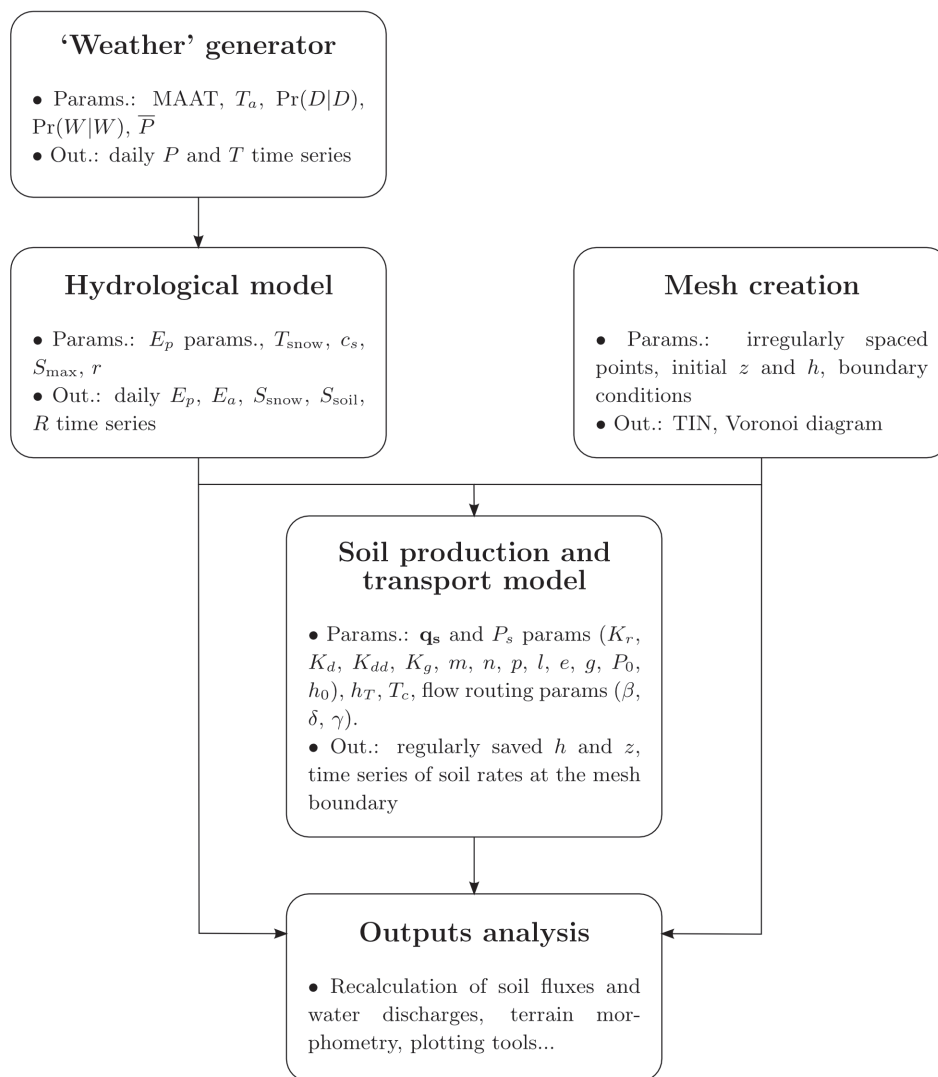 ‘Weather’ generator
• Params.: MAAT, Tₐ, Pr(D|D),
Pr(W|W), P̅
• Out.: daily P and T time series
Hydrological model
• Params.: E_p params., T_snow, c_s,
S_max, r
• Out.: daily E_p, E_a, S_snow, S_soil,
R time series
Mesh creation
• Params.: irregularly spaced
points, initial z and h, boundary
conditions
• Out.: TIN, Voronoi diagram
Soil production and
transport model
• Params.: q_s and P_s params (K_r,
K_d, K_dd, K_g, m, n, p, l, e, g, P_0,
h_0), h_T, T_c, flow routing params (β,
δ, γ).
• Out.: regularly saved h and z,
time series of soil rates at the mesh
boundary
Outputs analysis
• Recalculation of soil fluxes and
water discharges, terrain mor-
phometry, plotting tools...